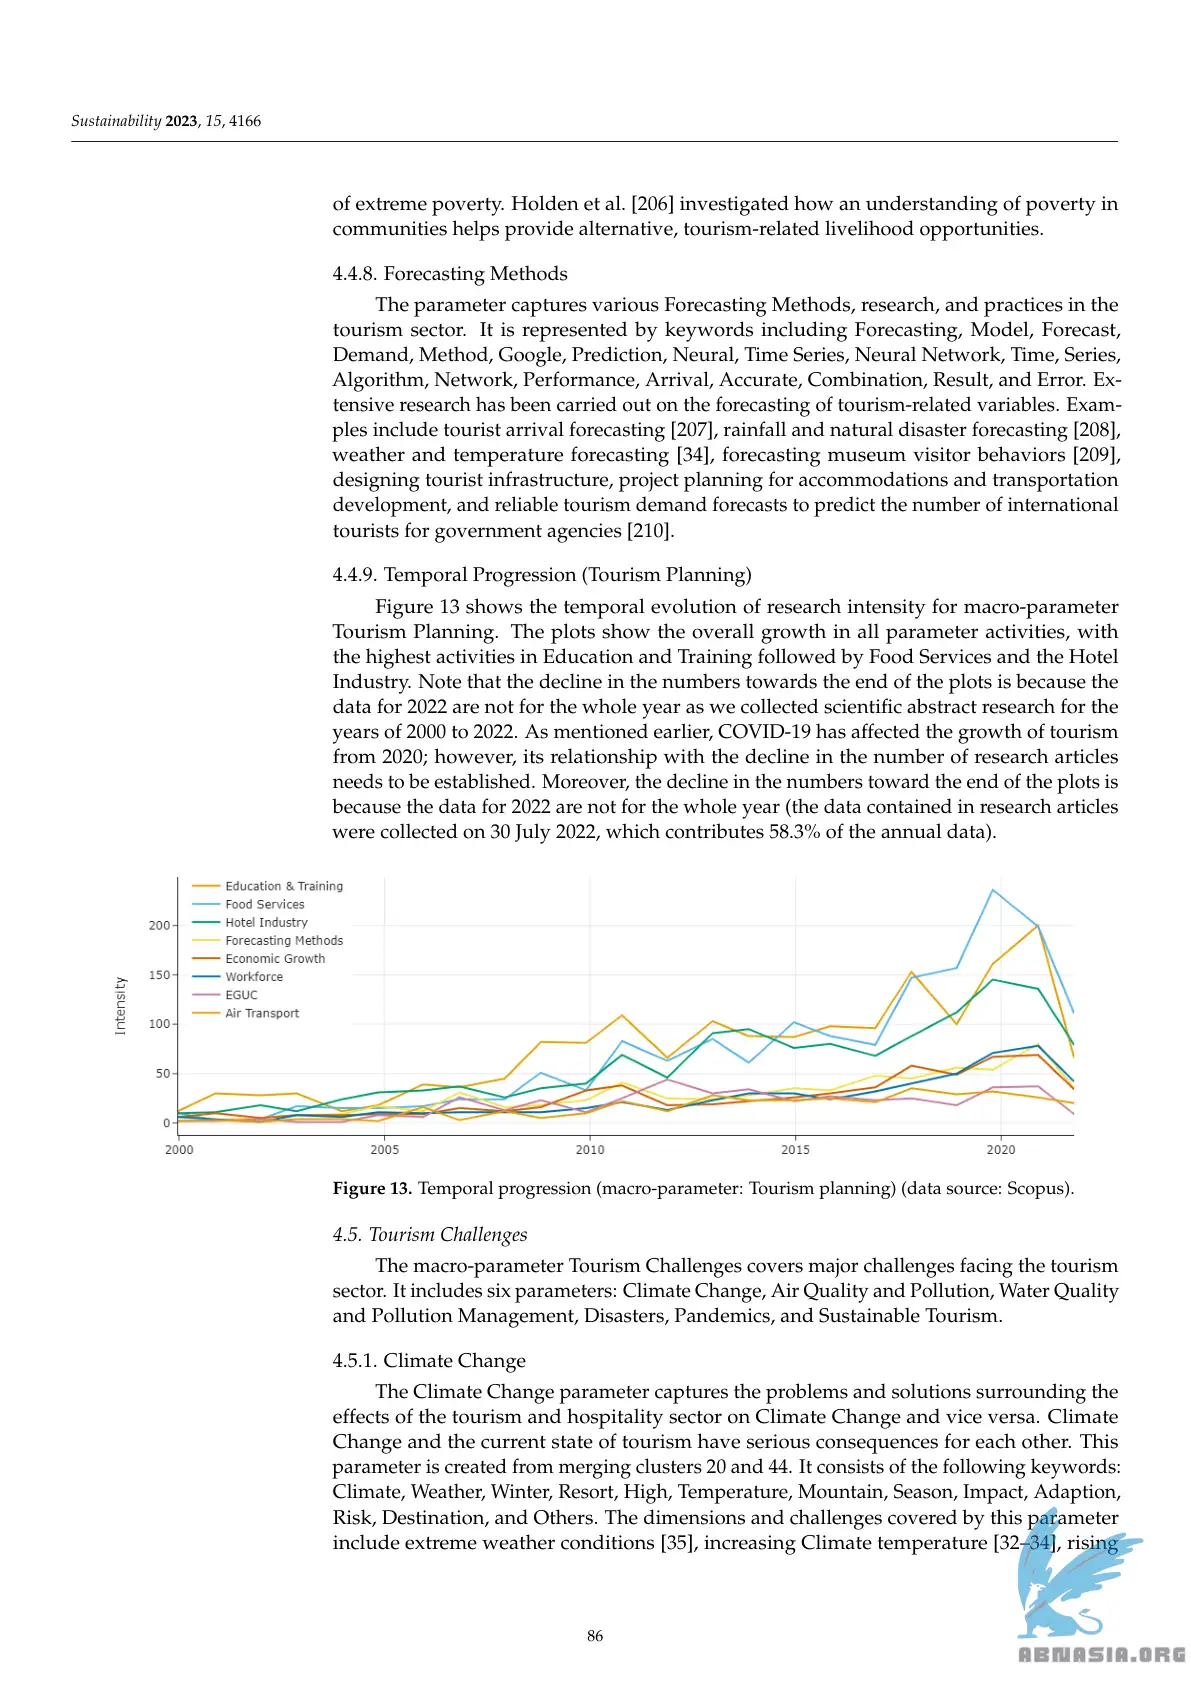 Sustainability 2023, 15, 4166
of extreme poverty. Holden et al. [206] investigated how an understanding of poverty in
communities helps provide alternative, tourism-related livelihood opportunities.
4.4.8. Forecasting Methods
The parameter captures various Forecasting Methods, research, and practices in the
tourism sector. It is represented by keywords including Forecasting, Model, Forecast,
Demand, Method, Google, Prediction, Neural, Time Series, Neural Network, Time, Series,
Algorithm, Network, Performance, Arrival, Accurate, Combination, Result, and Error. Ex-
tensive research has been carried out on the forecasting of tourism-related variables. Exam-
ples include tourist arrival forecasting [207], rainfall and natural disaster forecasting [208],
weather and temperature forecasting [34], forecasting museum visitor behaviors [209],
designing tourist infrastructure, project planning for accommodations and transportation
development, and reliable tourism demand forecasts to predict the number of international
tourists for government agencies [210].
4.4.9. Temporal Progression (Tourism Planning)
Figure 13 shows the temporal evolution of research intensity for macro-parameter
Tourism Planning. The plots show the overall growth in all parameter activities, with
the highest activities in Education and Training followed by Food Services and the Hotel
Industry. Note that the decline in the numbers towards the end of the plots is because the
data for 2022 are not for the whole year as we collected scientific abstract research for the
years of 2000 to 2022. As mentioned earlier, COVID-19 has affected the growth of tourism
from 2020; however, its relationship with the decline in the number of research articles
needs to be established. Moreover, the decline in the numbers toward the end of the plots is
because the data for 2022 are not for the whole year (the data contained in research articles
were collected on 30 July 2022, which contributes 58.3% of the annual data).
Education & Training
Food Services
Hotel Industry
Forecasting Methods
Economic Growth
Workforce
EGUC
Air Transport
Intensity
200
150
100
50
0
2000 2005 2010 2015 2020
Figure 13. Temporal progression (macro-parameter: Tourism planning) (data source: Scopus).
4.5. Tourism Challenges
The macro-parameter Tourism Challenges covers major challenges facing the tourism
sector. It includes six parameters: Climate Change, Air Quality and Pollution, Water Quality
and Pollution Management, Disasters, Pandemics, and Sustainable Tourism.
4.5.1. Climate Change
The Climate Change parameter captures the problems and solutions surrounding the
effects of the tourism and hospitality sector on Climate Change and vice versa. Climate
Change and the current state of tourism have serious consequences for each other. This
parameter is created from merging clusters 20 and 44. It consists of the following keywords:
Climate, Weather, Winter, Resort, High, Temperature, Mountain, Season, Impact, Adaption,
Risk, Destination, and Others. The dimensions and challenges covered by this parameter
include extreme weather conditions [35], increasing Climate temperature [32–34], rising
86
ABNASIA.ORG